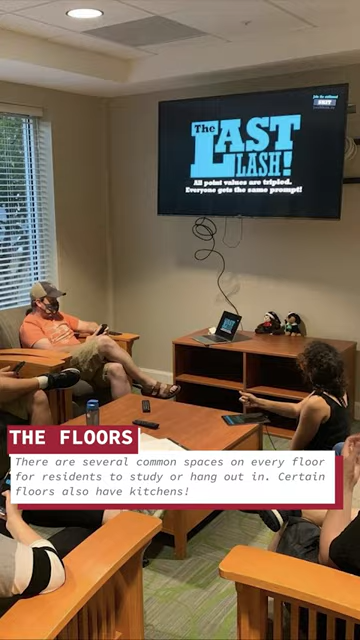 The LAST
LASH!
All point values are tripled.
Everyone gets the same prompt!
THE FLOORS
There are several common spaces on every floor
for residents to study or hang out in. Certain
floors also have kitchens!